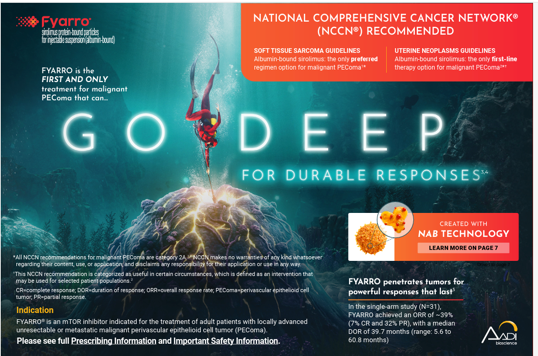 Fyarro®
sirolimus protein-bound particles
for injectable suspension (albumin-bound)
NATIONAL COMPREHENSIVE CANCER NETWORK®
(NCCN®) RECOMMENDED
SOFT TISSUE SARCOMA GUIDELINES
Albumin-bound sirolimus: the only preferred
regimen option for malignant PEComa
UTERINE NEOPLASMS GUIDELINES
Albumin-bound sirolimus: the only first-line
therapy option for malignant PEComa
FYARRO is the
FIRST AND ONLY
treatment for malignant
PEComa that can...
GO DEEP
FOR DURABLE RESPONSES
CREATED WITH
NAB TECHNOLOGY
LEARN MORE ON PAGE 7
*All NCCN recommendations for malignant PEComa are category 2A. NCCN makes no warranties of any kind whatsoever
regarding their content, use, or application, and disclaims any responsibility for their application or use in any way.
†This NCCN recommendation is categorized as useful in certain circumstances, which is defined as an intervention that
may be used for selected patient populations.
CR=complete response; DOR=duration of response; ORR=overall response rate; PEComa=perivascular epithelioid cell
tumor; PR=partial response.
Indication
FYARRO® is an mTOR inhibitor indicated for the treatment of adult patients with locally advanced
unresectable or metastatic malignant perivascular epithelioid cell tumor (PEComa).
Please see full Prescribing Information and Important Safety Information.
FYARRO penetrates tumors for
powerful responses that last
In the single-arm study (N=31),
FYARRO achieved an ORR of ~39%
(7% CR and 32% PR), with a median
DOR of 39.7 months (range: 5.6 to
60.8 months)
AADI
bioscience